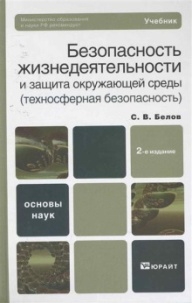 Министерство образования
и науки РФ рекомендует
Учебник
Безопасность
жизнедеятельности
и защита окружающей среды
(техносферная безопасность)
С. В. Белов
2-е издание
основы
наук
ЮРАЙТ